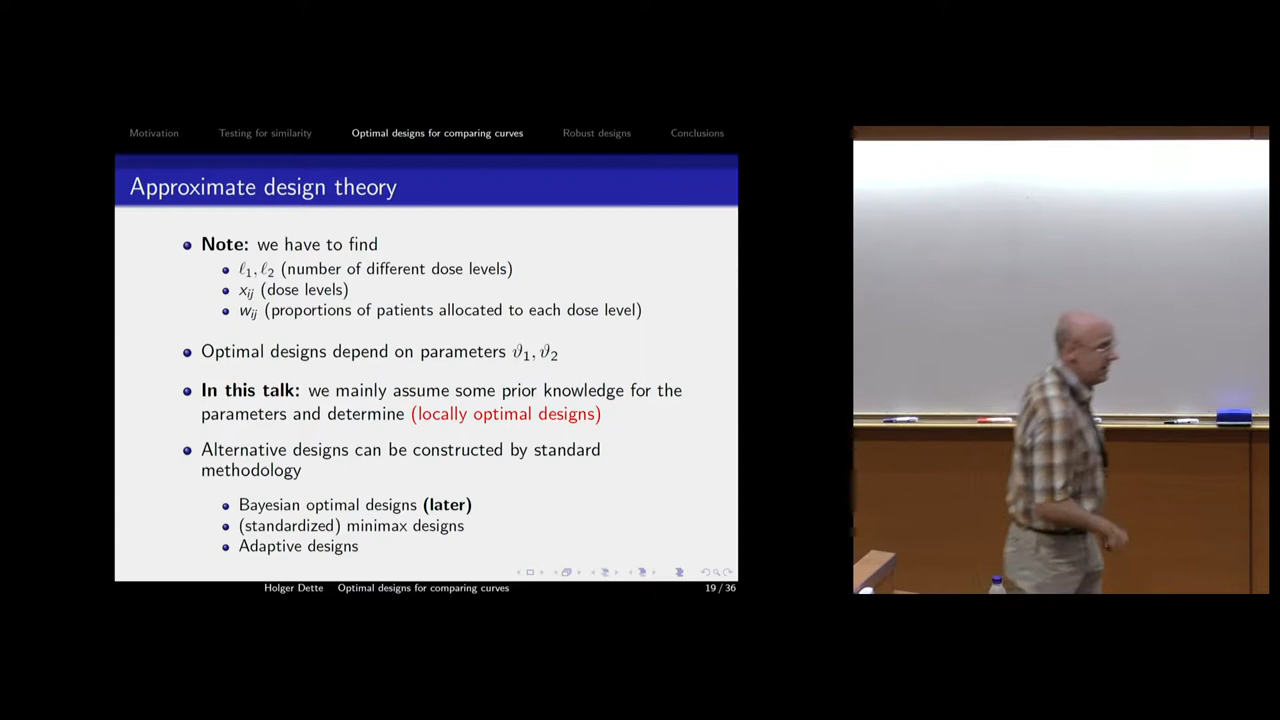 Motivation Testing for similarity Optimal designs for comparing curves Robust designs Conclusions
Approximate design theory
Note: we have to find
ℓ1, ℓ2 (number of different dose levels)
xij (dose levels)
wij (proportions of patients allocated to each dose level)
Optimal designs depend on parameters ϑ1, ϑ2
In this talk: we mainly assume some prior knowledge for the
parameters and determine (locally optimal designs)
Alternative designs can be constructed by standard
methodology
Bayesian optimal designs (later)
(standardized) minimax designs
Adaptive designs
Holger Dette Optimal designs for comparing curves 19 / 36